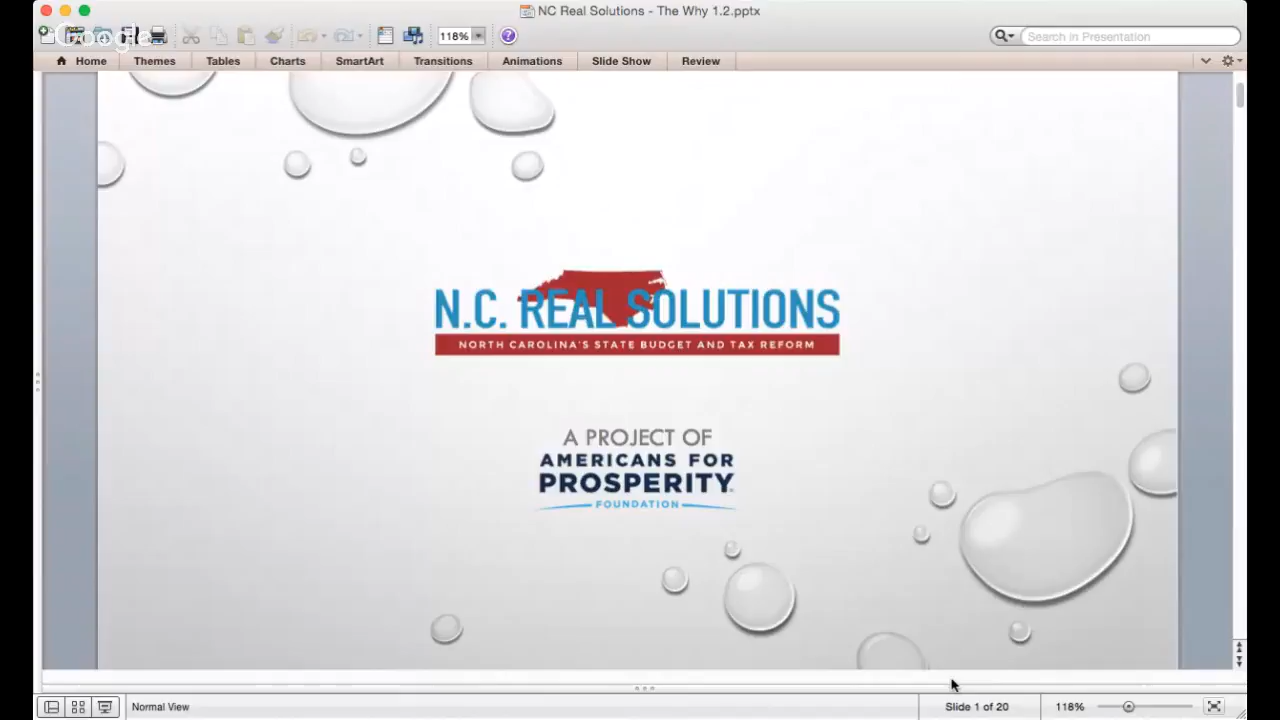 NC Real Solutions - The Why 1.2.pptx
Google
118%
Search in Presentation
Home Themes Tables Charts SmartArt Transitions Animations Slide Show Review
N.C. REAL SOLUTIONS
NORTH CAROLINA'S STATE BUDGET AND TAX REFORM
A PROJECT OF
AMERICANS FOR
PROSPERITY
FOUNDATION
Normal View Slide 1 of 20 118%